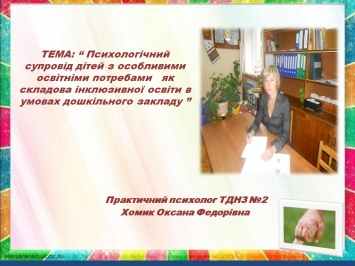 ТЕМА: “ Психологічний
супровід дітей з особливими
освітніми потребами як
складова інклюзивної освіти в
умовах дошкільного закладу ”
Практичний психолог ТДНЗ №2
Хомик Оксана Федорівна